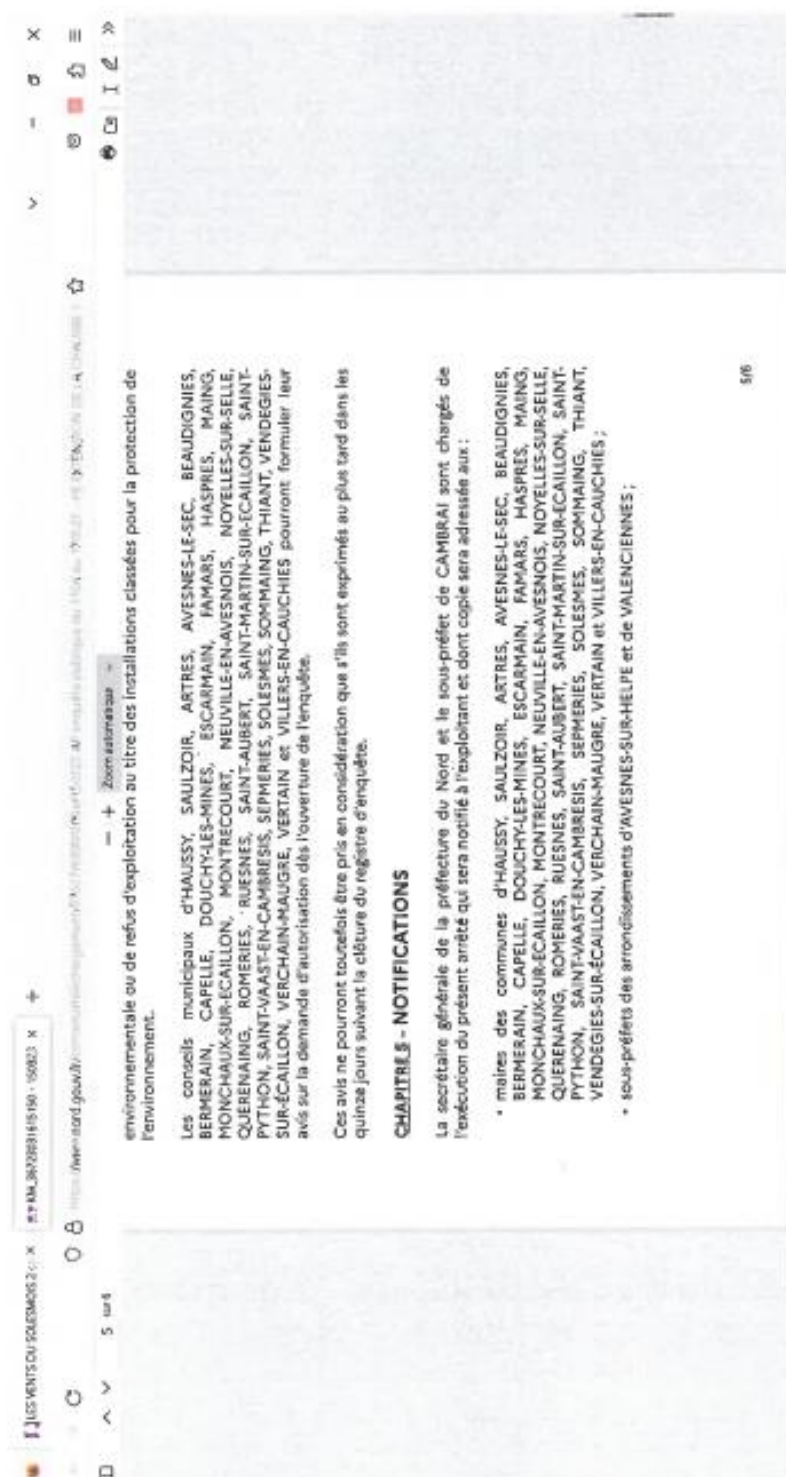 LES VENTS DU SOLESMOIS 2
KM_36723081615150 - 150823
5 sur 6
Zoom automatique
environnementale ou de refus d'exploitation au titre des installations classées pour la protection de
l'environnement.
Les conseils municipaux d'HAUSSY, SAULZOIR, ARTRES, AVESNES-LE-SEC, BEAUDIGNIES,
BERMERAIN, CAPELLE, DOUCHY-LES-MINES, ESCARMAIN, FAMARS, HASPRES, MAING,
MONCHAUX-SUR-ECAILLON, MONTRECOURT, NEUVILLE-EN-AVESNOIS, NOYELLES-SUR-SELLE,
QUERENAING, ROMERIES, RUESNES, SAINT-AUBERT, SAINT-MARTIN-SUR-ECAILLON, SAINT-
PYTHON, SAINT-VAAST-EN-CAMBRESIS, SEPMERIES, SOLESMES, SOMMAING, THIANT, VENDEGIES-
SUR-ÉCAILLON, VERCHAIN-MAUGRE, VERTAIN et VILLERS-EN-CAUCHIES pourront formuler leur
avis sur la demande d'autorisation dès l'ouverture de l'enquête.
Ces avis ne pourront toutefois être pris en considération que s'ils sont exprimés au plus tard dans les
quinze jours suivant la clôture du registre d'enquête.
CHAPITRE 5 - NOTIFICATIONS
La secrétaire générale de la préfecture du Nord et le sous-préfet de CAMBRAI sont chargés de
l'exécution du présent arrêté qui sera notifié à l'exploitant et dont copie sera adressée aux :
* maires des communes d'HAUSSY, SAULZOIR, ARTRES, AVESNES-LE-SEC, BEAUDIGNIES,
BERMERAIN, CAPELLE, DOUCHY-LES-MINES, ESCARMAIN, FAMARS, HASPRES, MAING,
MONCHAUX-SUR-ECAILLON, MONTRECOURT, NEUVILLE-EN-AVESNOIS, NOYELLES-SUR-SELLE,
QUERENAING, ROMERIES, RUESNES, SAINT-AUBERT, SAINT-MARTIN-SUR-ECAILLON, SAINT-
PYTHON, SAINT-VAAST-EN-CAMBRESIS, SEPMERIES, SOLESMES, SOMMAING, THIANT,
VENDEGIES-SUR-ÉCAILLON, VERCHAIN-MAUGRE, VERTAIN et VILLERS-EN-CAUCHIES ;
* sous-préfets des arrondissements d'AVESNES-SUR-HELPE et de VALENCIENNES ;
5/6